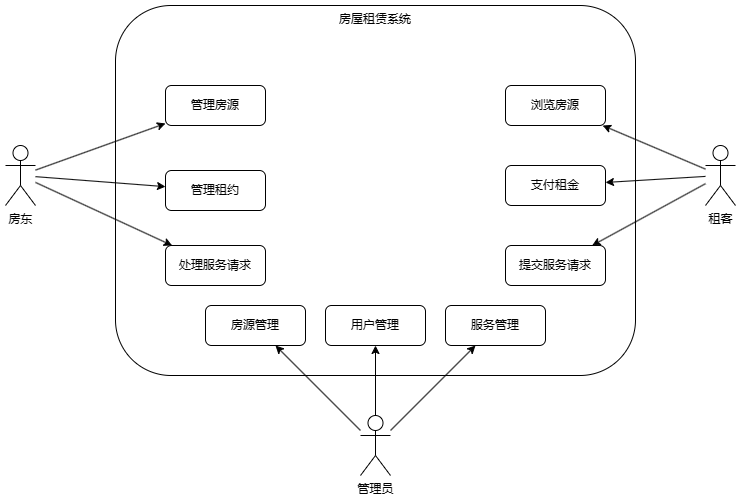 房屋租赁系统
管理房源
浏览房源
管理租约
支付租金
房东
租客
处理服务请求
提交服务请求
房源管理
用户管理
服务管理
管理员